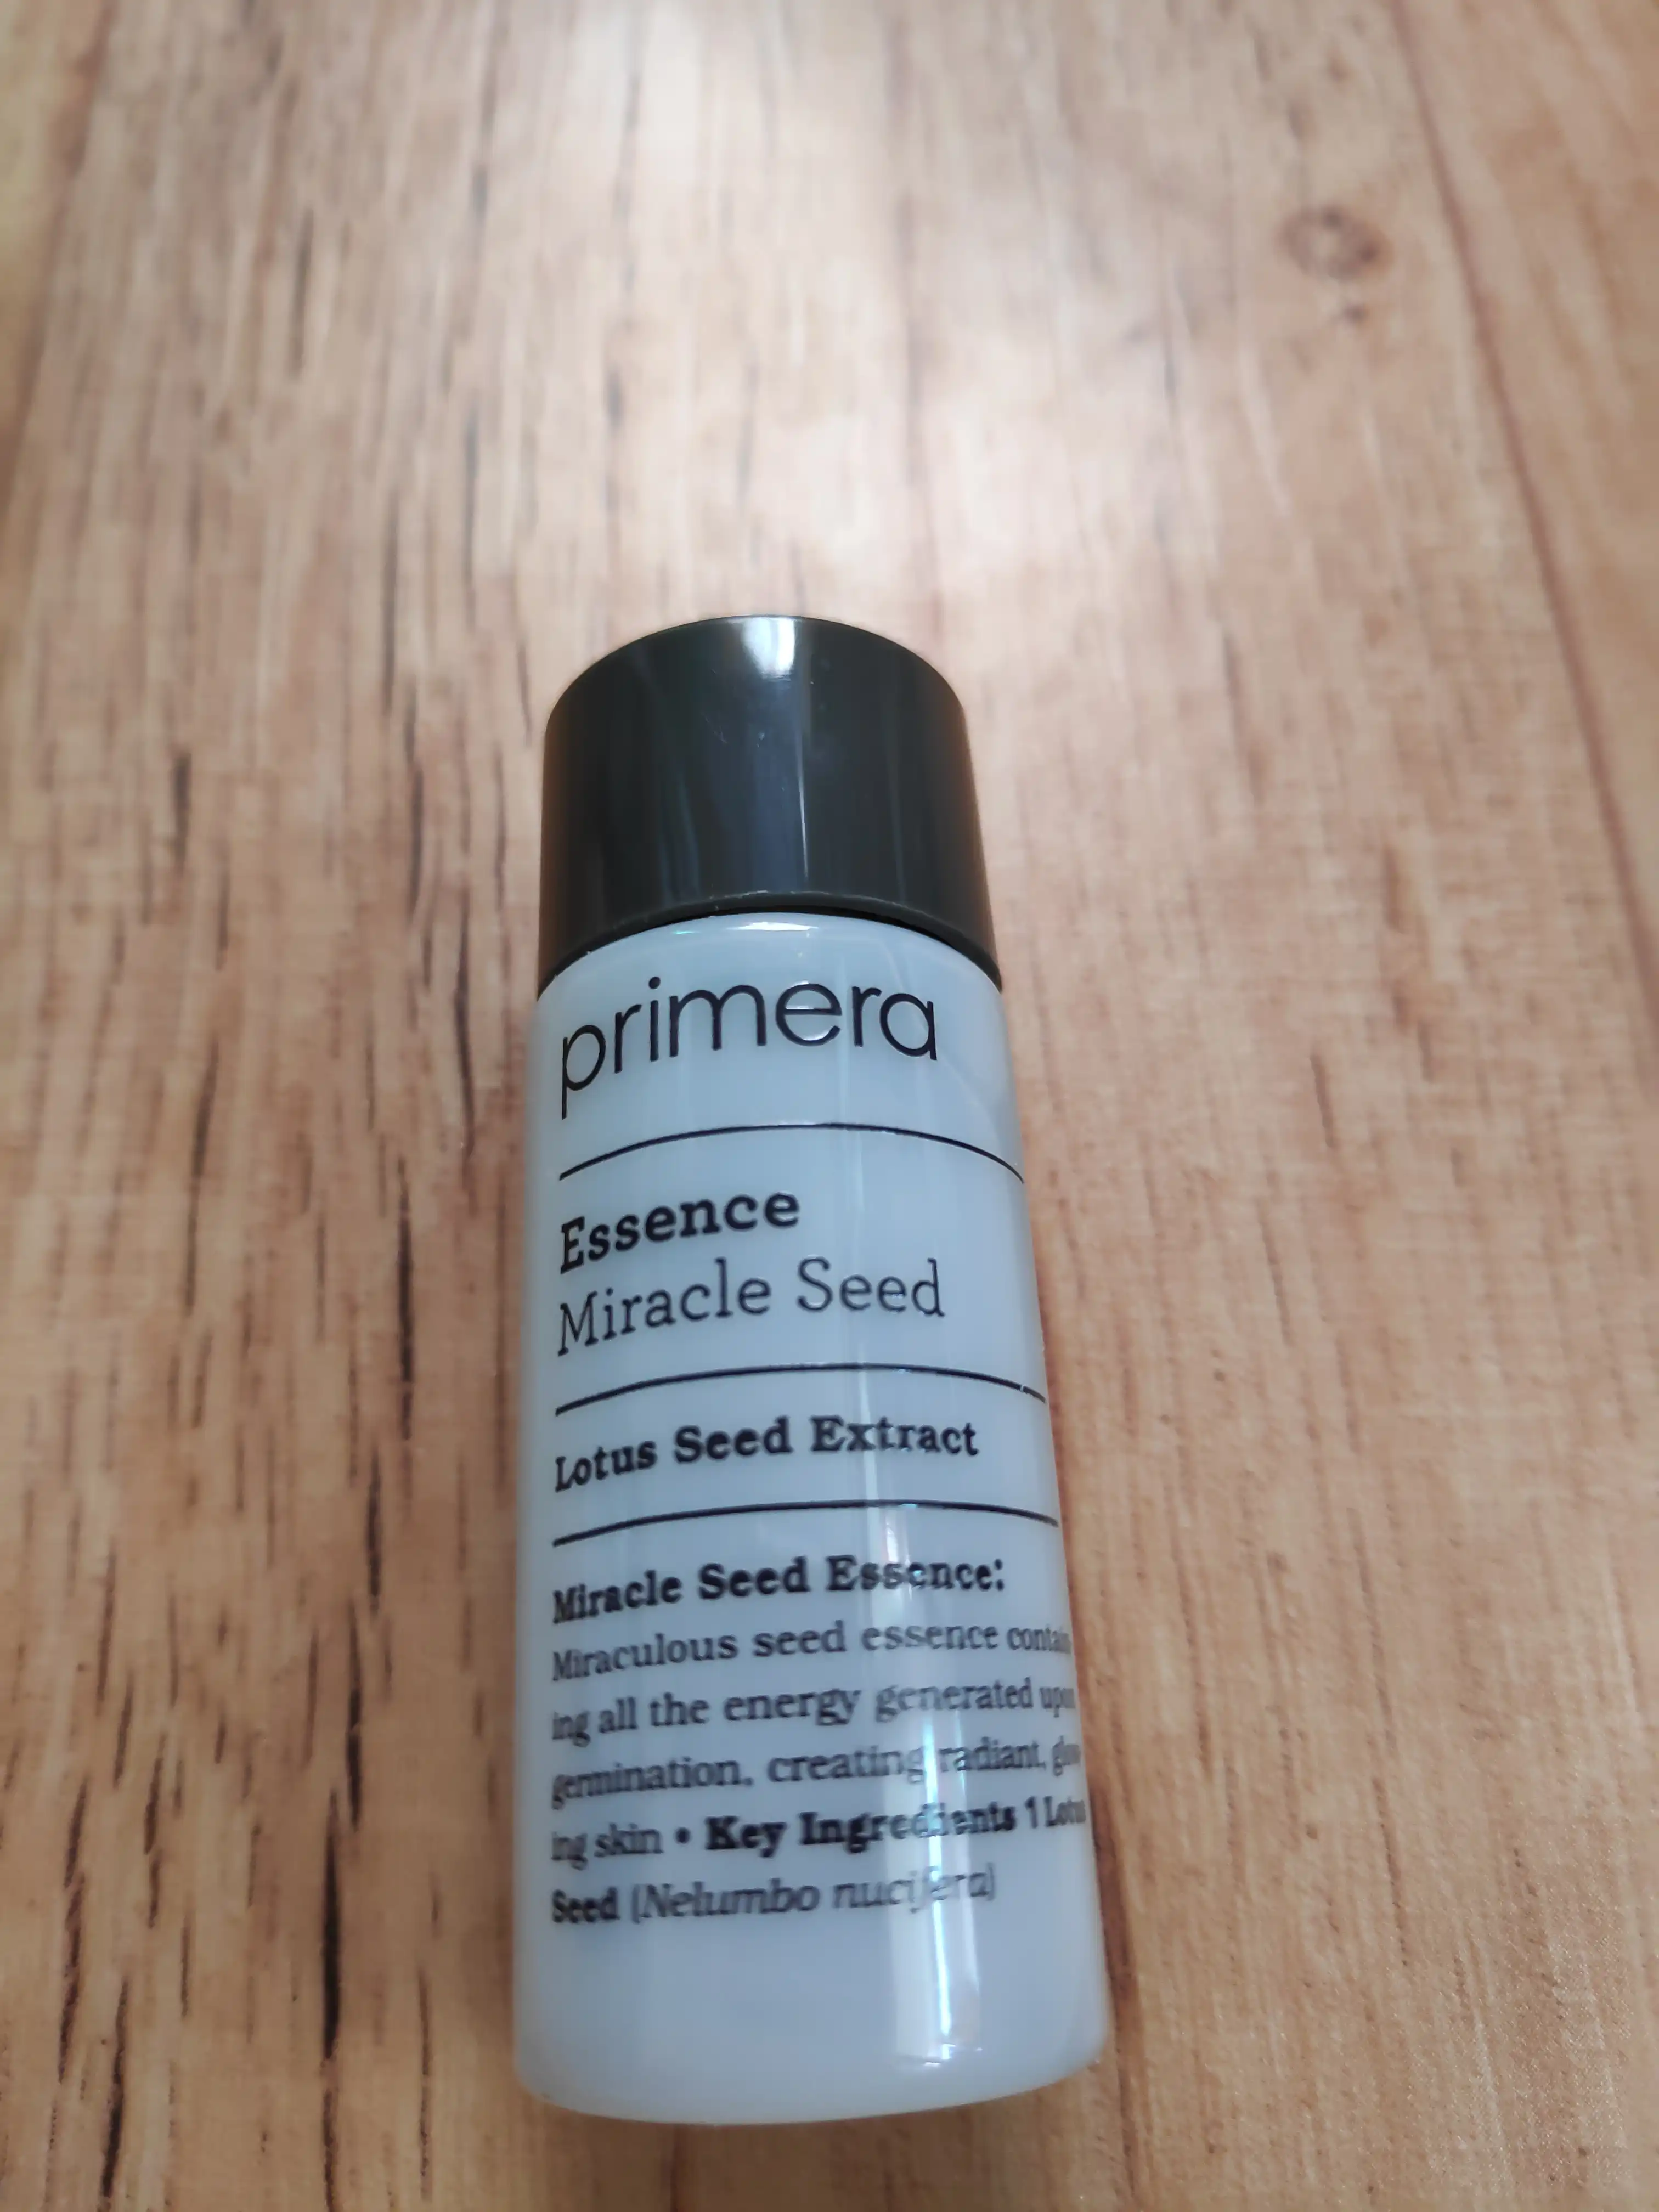 primera
Essence
Miracle Seed
Lotus Seed Extract
Miracle Seed Essence:
Miraculous seed essence contain
ing all the energy generated upon
germination, creating radiant, glow
ing skin • Key Ingredients 1 Lotus
Seed (Nelumbo nucifera)